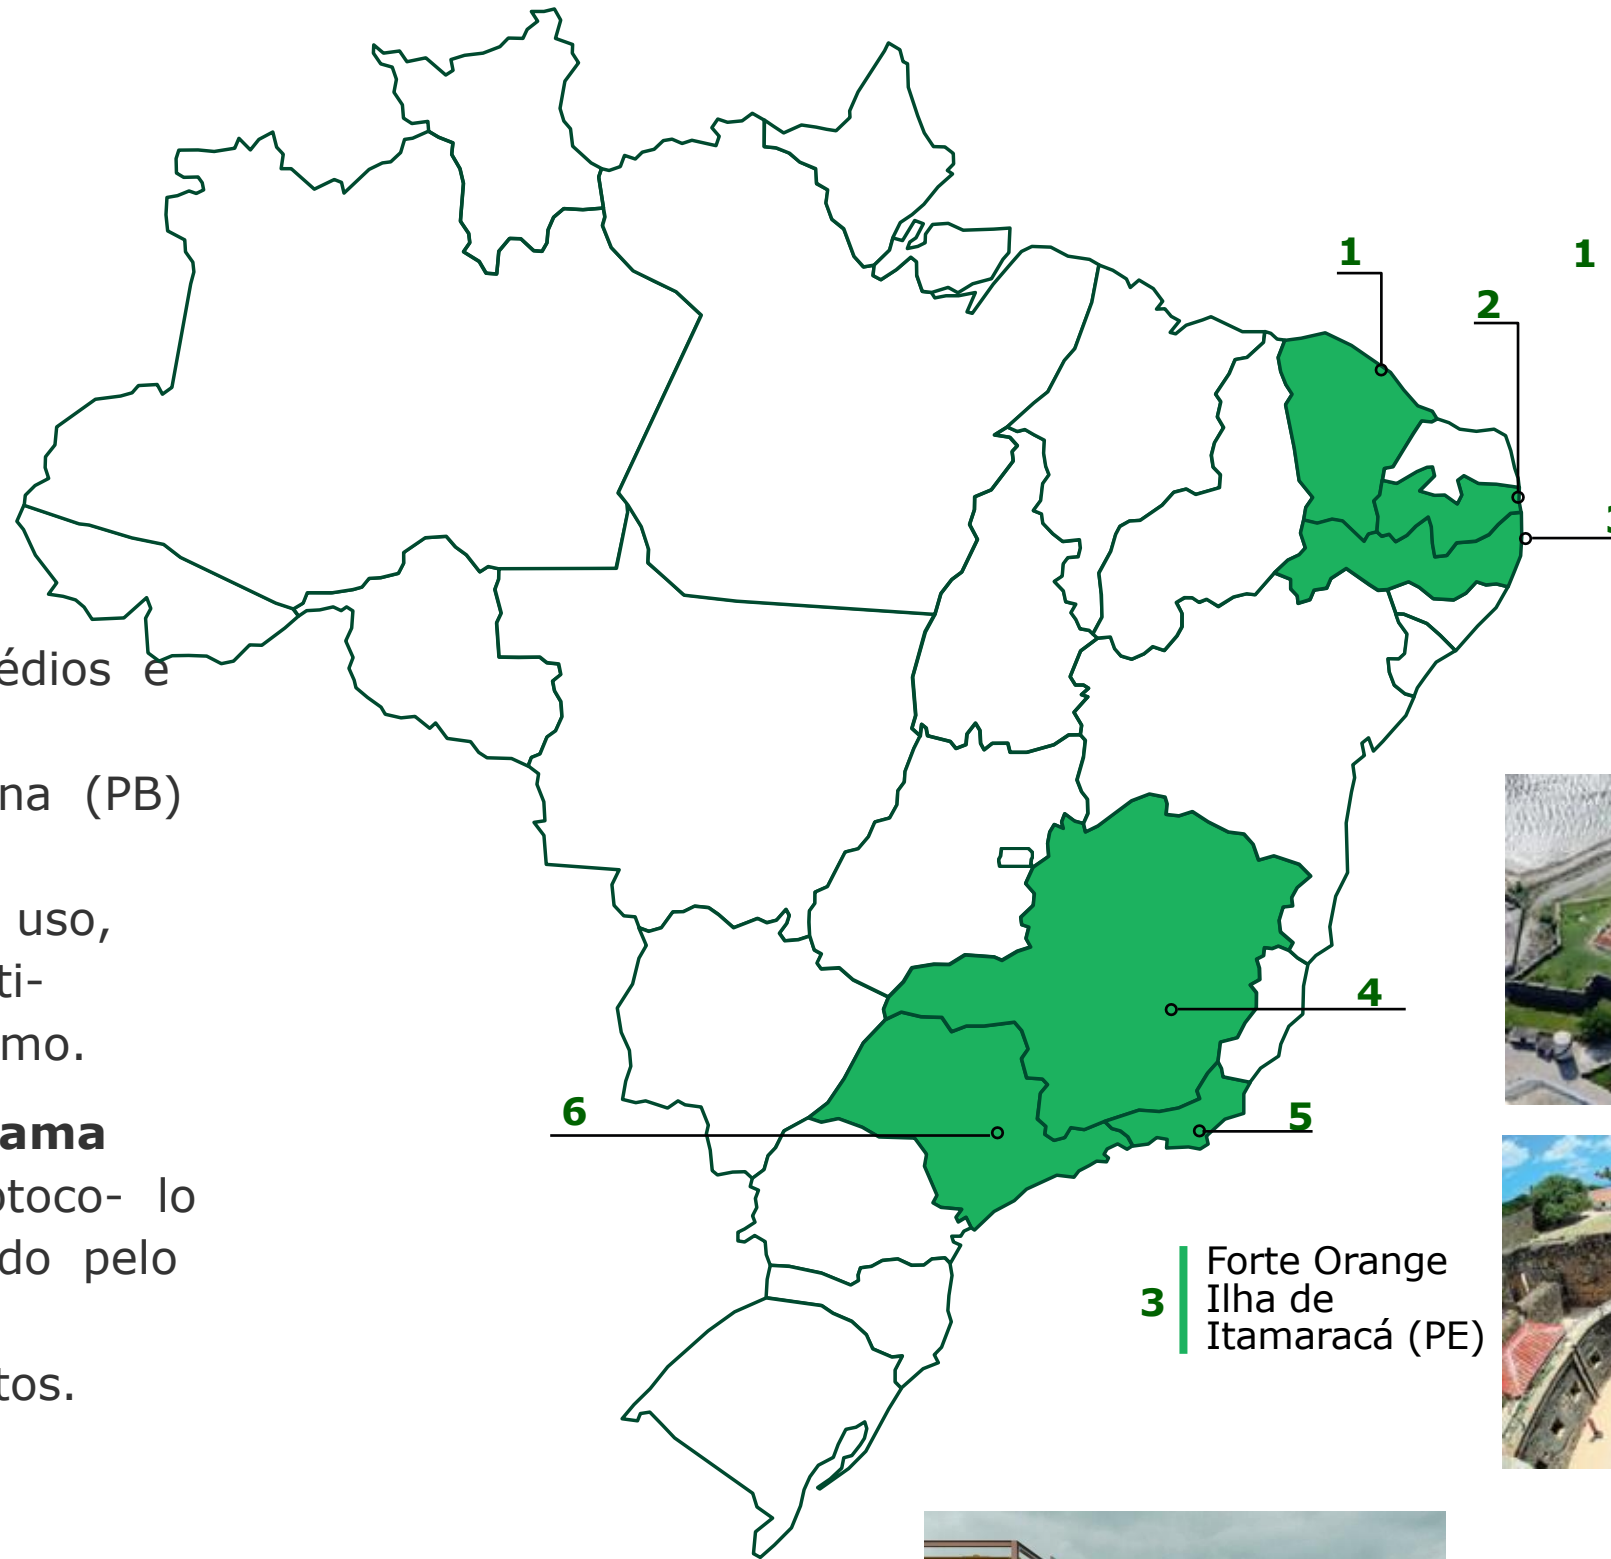 édios e
na (PB)
uso,
ti-
mo.
ama
otoco- lo
do pelo
tos.
1
1
2
4
5
6
3
Forte Orange
Ilha de
Itamaracá (PE)